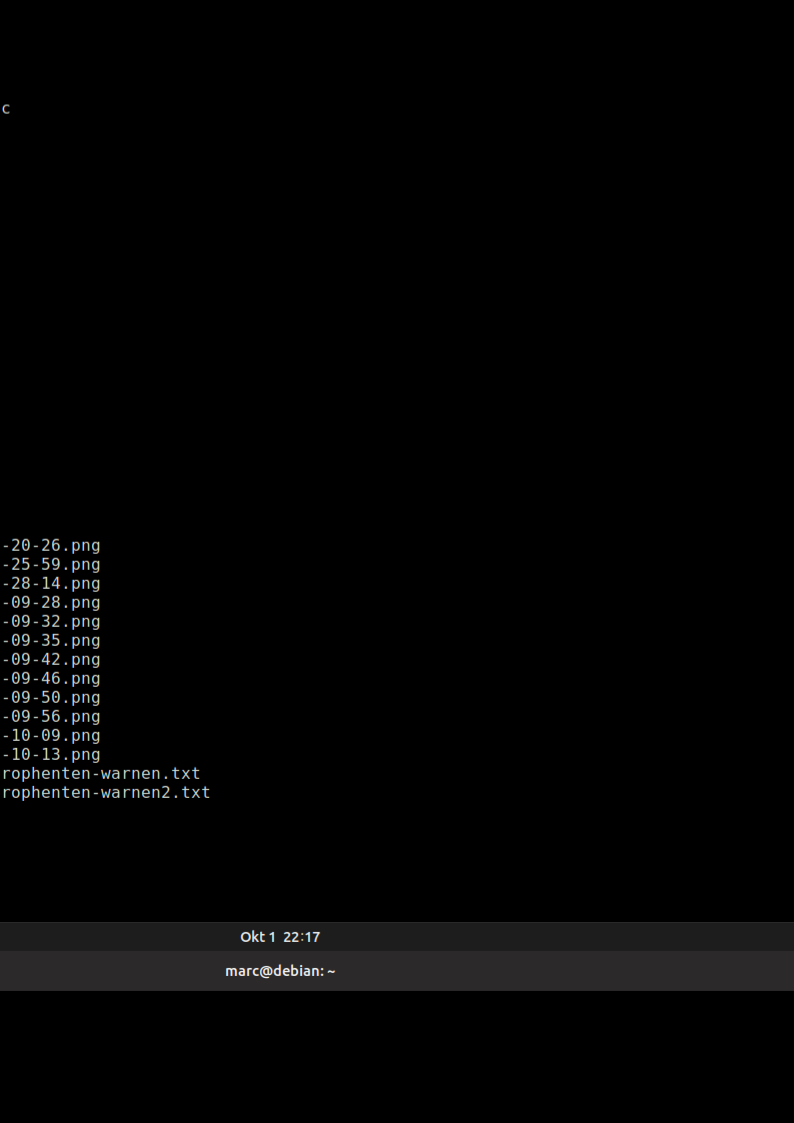 c
-20-26.png
-25-59.png
-28-14.png
-09-28.png
-09-32.png
-09-35.png
-09-42.png
-09-46.png
-09-50.png
-09-56.png
-10-09.png
-10-13.png
rophenten-warnen.txt
rophenten-warnen2.txt
Okt 1 22:17
marc@debian: ~